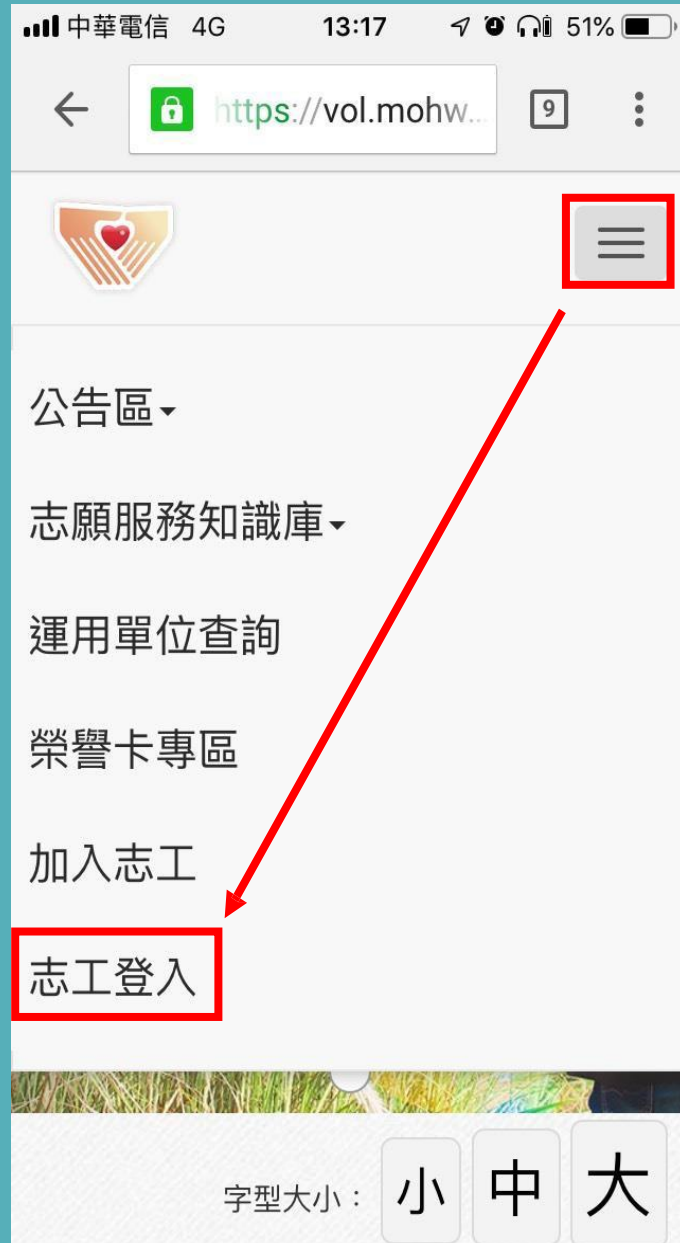 中華電信 4G 13:17 51%
https://vol.mohw... 9
公告區
志願服務知識庫
運用單位查詢
榮譽卡專區
加入志工
志工登入
字型大小： 小 中 大